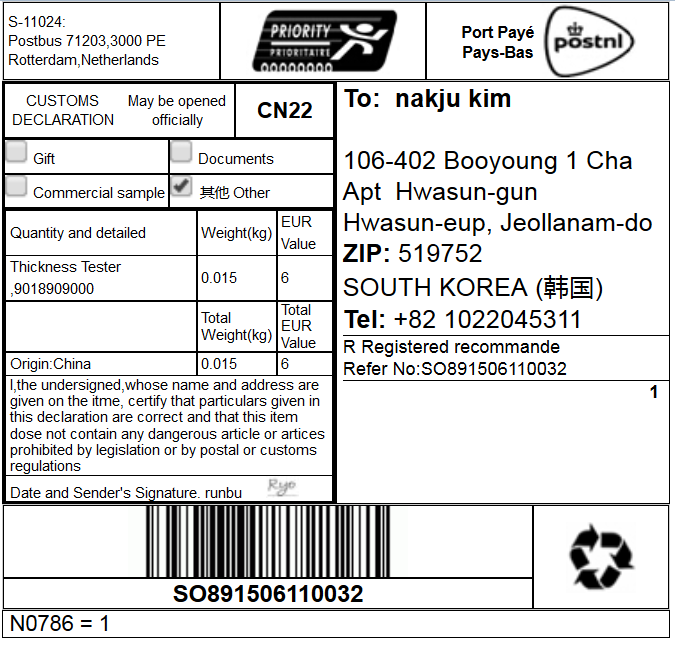 S-11024:
Postbus 71203,3000 PE
Rotterdam,Netherlands
PRIORITY
PRIORITAIRE
Port Payé
Pays-Bas
postnl
CUSTOMS
DECLARATION
May be opened
officially
CN22
Gift
Documents
Commercial sample
其他 Other
Quantity and detailed
Weight(kg)
EUR
Value
Thickness Tester
,9018909000
0.015
6
Total
Weight(kg)
Total
EUR
Value
Origin:China
0.015
6
I,the undersigned,whose name and address are
given on the itme, certify that particulars given in
this declaration are correct and that this item
dose not contain any dangerous article or artices
prohibited by legislation or by postal or customs
regulations
Date and Sender's Signature. runbu
Ryo
To: nakju kim
106-402 Booyoung 1 Cha
Apt Hwasun-gun
Hwasun-eup, Jeollanam-do
ZIP: 519752
SOUTH KOREA (韩国)
Tel: +82 1022045311
R Registered recommande
Refer No:SO891506110032
1
SO891506110032
N0786 = 1